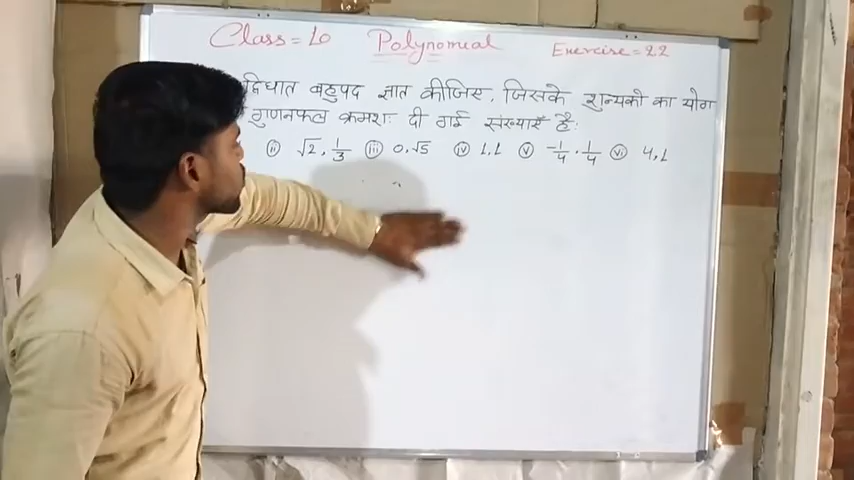 Class = 10 Polynomial Exercise = 2.2
द्विघात बहुपद ज्ञात कीजिए, जिसके शुन्यको का योग
गुणनफल क्रमशः दी गई संख्याएँ है:
(ii) √2, 1/3 (iii) 0, √5 (iv) 1, 1 (v) -1/4, 1/4 (vi) 4, 1